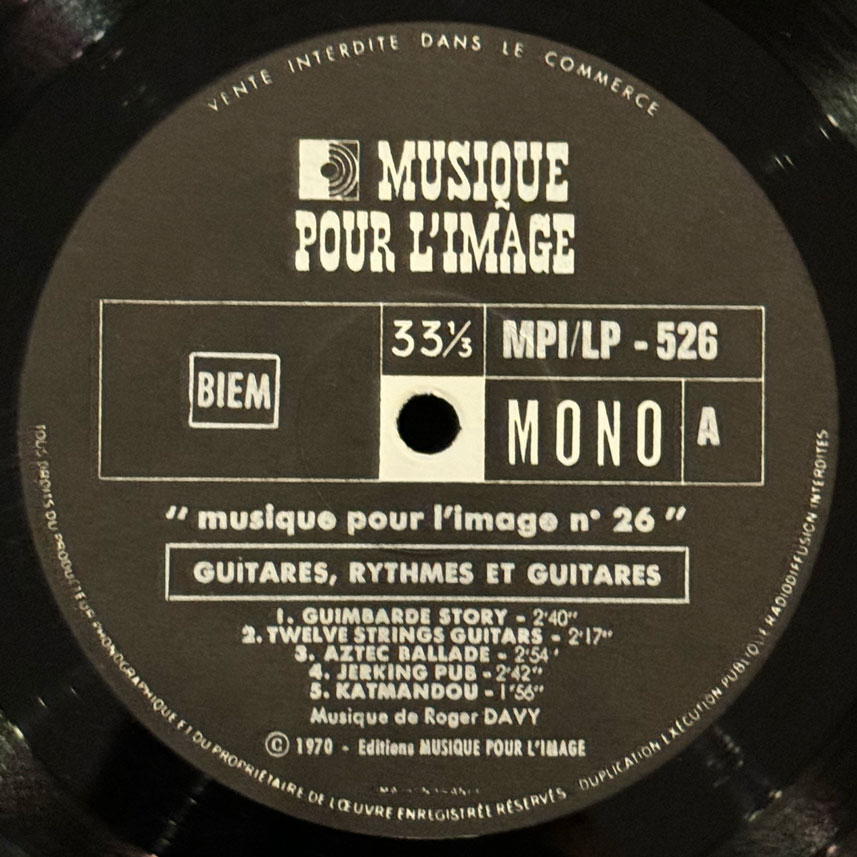 VENTE INTERDITE DANS LE COMMERCE
MUSIQUE
POUR L'IMAGE
BIEM
33⅓
MPI/LP - 526
MONO
A
"musique pour l'image n° 26"
GUITARES, RYTHMES ET GUITARES
1. GUIMBARDE STORY - 2'40"
2. TWELVE STRINGS GUITARS - 2'17"
3. AZTEC BALLADE - 2'54'
4. JERKING PUB - 2'42"
5. KATMANDOU - 1'56"
Musique de Roger DAVY
© 1970 - Editions MUSIQUE POUR L'IMAGE
TOUS DROITS DU PRODUCTEUR PHONOGRAPHIQUE ET DU PROPRIÉTAIRE DE L'ŒUVRE ENREGISTRÉE RÉSERVÉS DUPLICATION EXÉCUTION PUBLIQUE RADIODIFFUSION INTERDITES